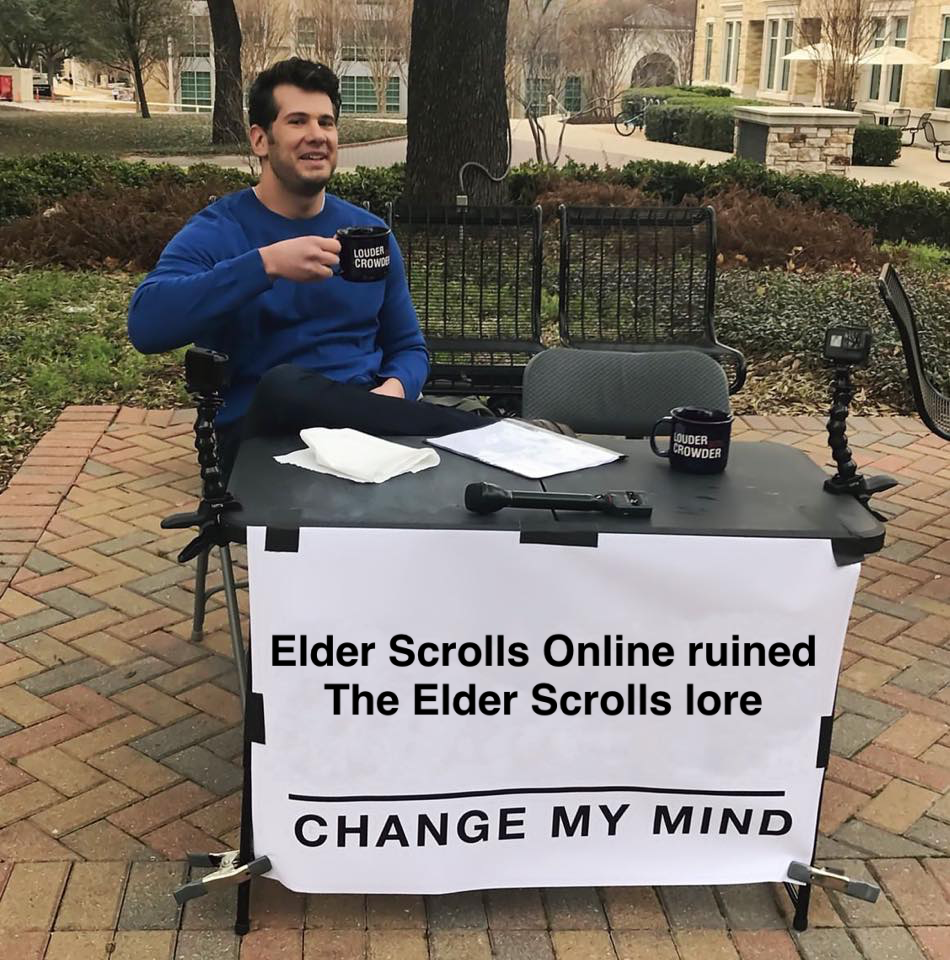 LOUDER
CROWDER
LOUDER
CROWDER
Elder Scrolls Online ruined
The Elder Scrolls lore
CHANGE MY MIND